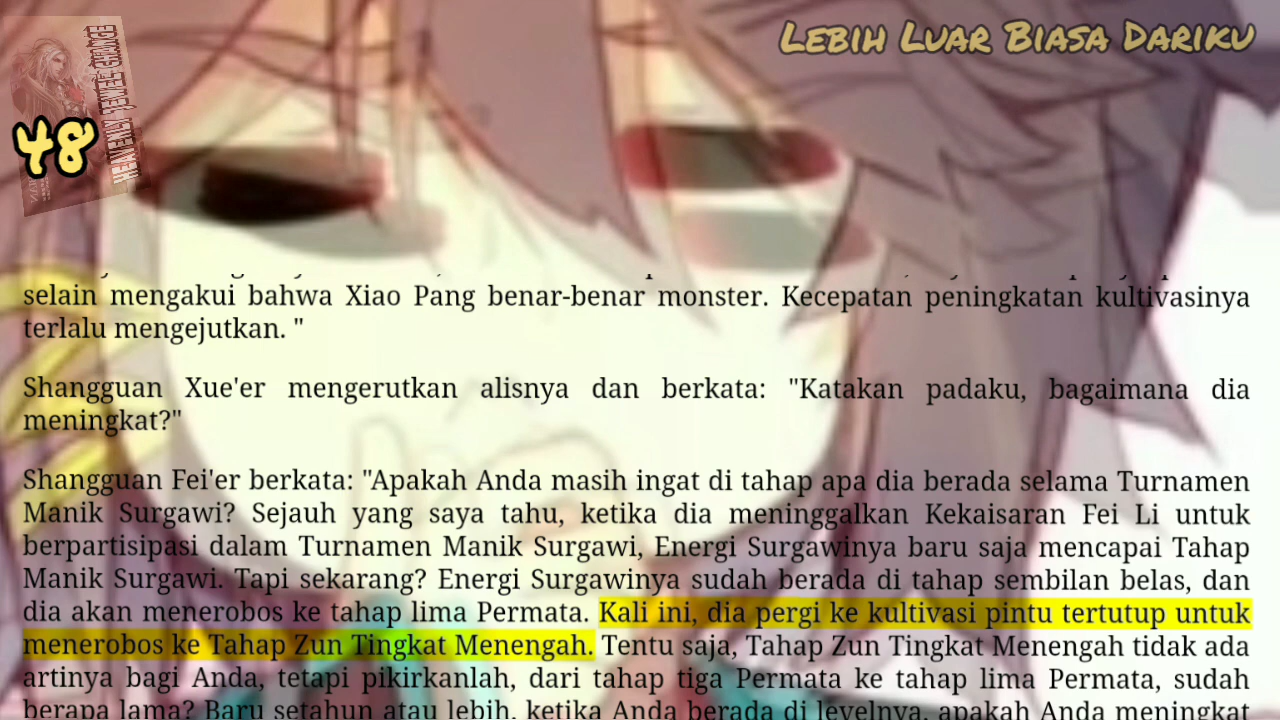 LEBIH LUAR BIASA DARIKU
HEAVENLY JEWEL CHANGE
48
selain mengakui bahwa Xiao Pang benar-benar monster. Kecepatan peningkatan kultivasinya
terlalu mengejutkan. "
Shangguan Xue'er mengerutkan alisnya dan berkata: "Katakan padaku, bagaimana dia
meningkat?"
Shangguan Fei'er berkata: "Apakah Anda masih ingat di tahap apa dia berada selama Turnamen
Manik Surgawi? Sejauh yang saya tahu, ketika dia meninggalkan Kekaisaran Fei Li untuk
berpartisipasi dalam Turnamen Manik Surgawi, Energi Surgawinya baru saja mencapai Tahap
Manik Surgawi. Tapi sekarang? Energi Surgawinya sudah berada di tahap sembilan belas, dan
dia akan menerobos ke tahap lima Permata. Kali ini, dia pergi ke kultivasi pintu tertutup untuk
menerobos ke Tahap Zun Tingkat Menengah. Tentu saja, Tahap Zun Tingkat Menengah tidak ada
artinya bagi Anda, tetapi pikirkanlah, dari tahap tiga Permata ke tahap lima Permata, sudah
berapa lama? Baru setahun atau lebih, ketika Anda berada di levelnya, apakah Anda meningkat